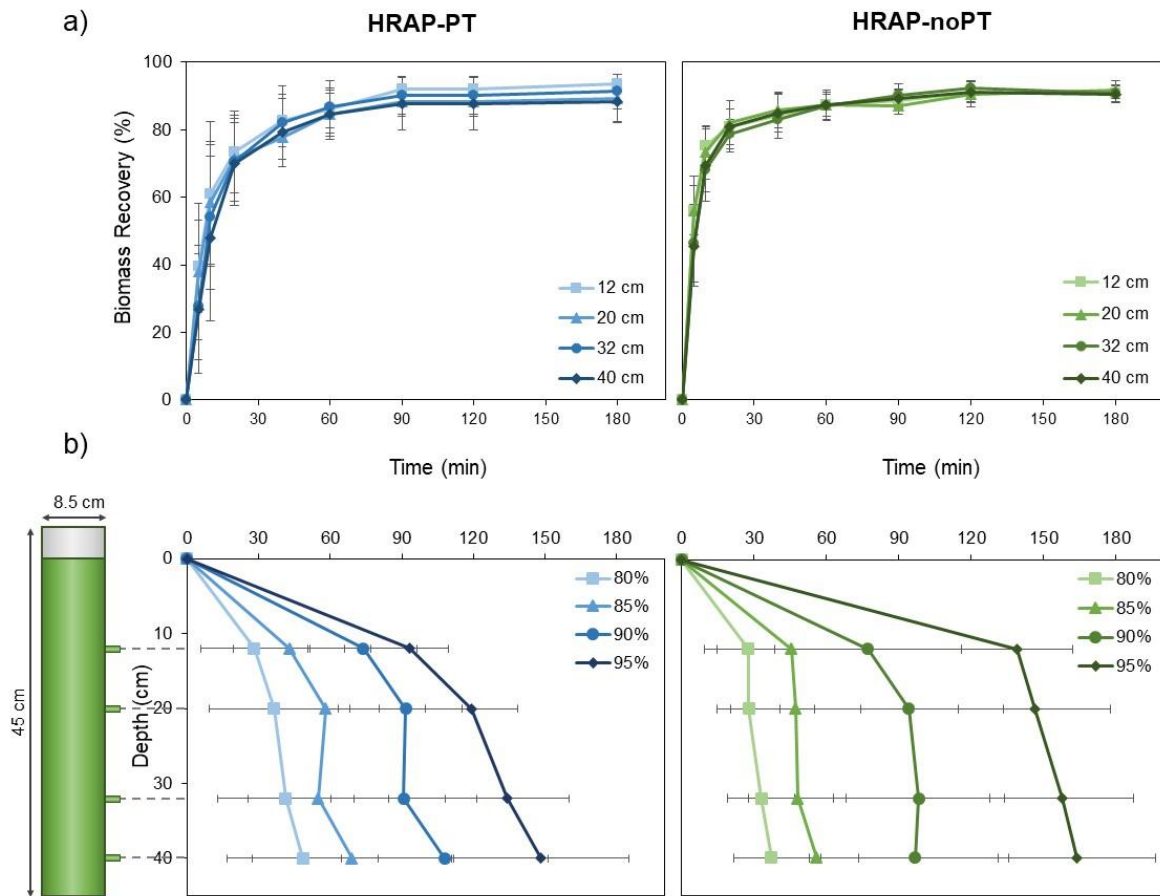 a)
HRAP-PT
HRAP-noPT
Biomass Recovery (%)
100
80
60
40
20
0
12 cm
20 cm
32 cm
40 cm
0 30 60 90 120 150 180
Time (min)
12 cm
20 cm
32 cm
40 cm
0 30 60 90 120 150 180
Time (min)
b)
8.5 cm
45 cm
Depth (cm)
0 30 60 90 120 150 180
0
10
20
30
40
80%
85%
90%
95%
0 30 60 90 120 150 180
80%
85%
90%
95%